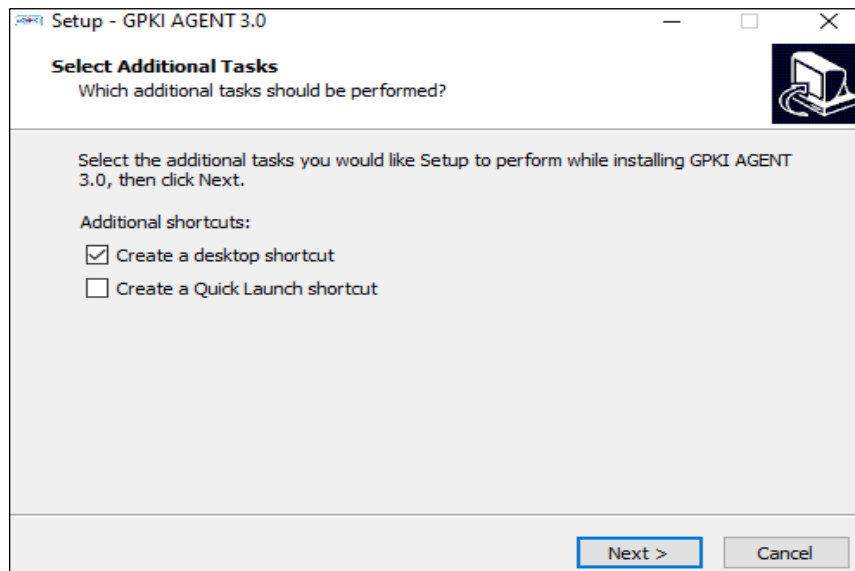 Setup - GPKI AGENT 3.0
Select Additional Tasks
Which additional tasks should be performed?
Select the additional tasks you would like Setup to perform while installing GPKI AGENT
3.0, then click Next.
Additional shortcuts:
Create a desktop shortcut
Create a Quick Launch shortcut
Next >
Cancel